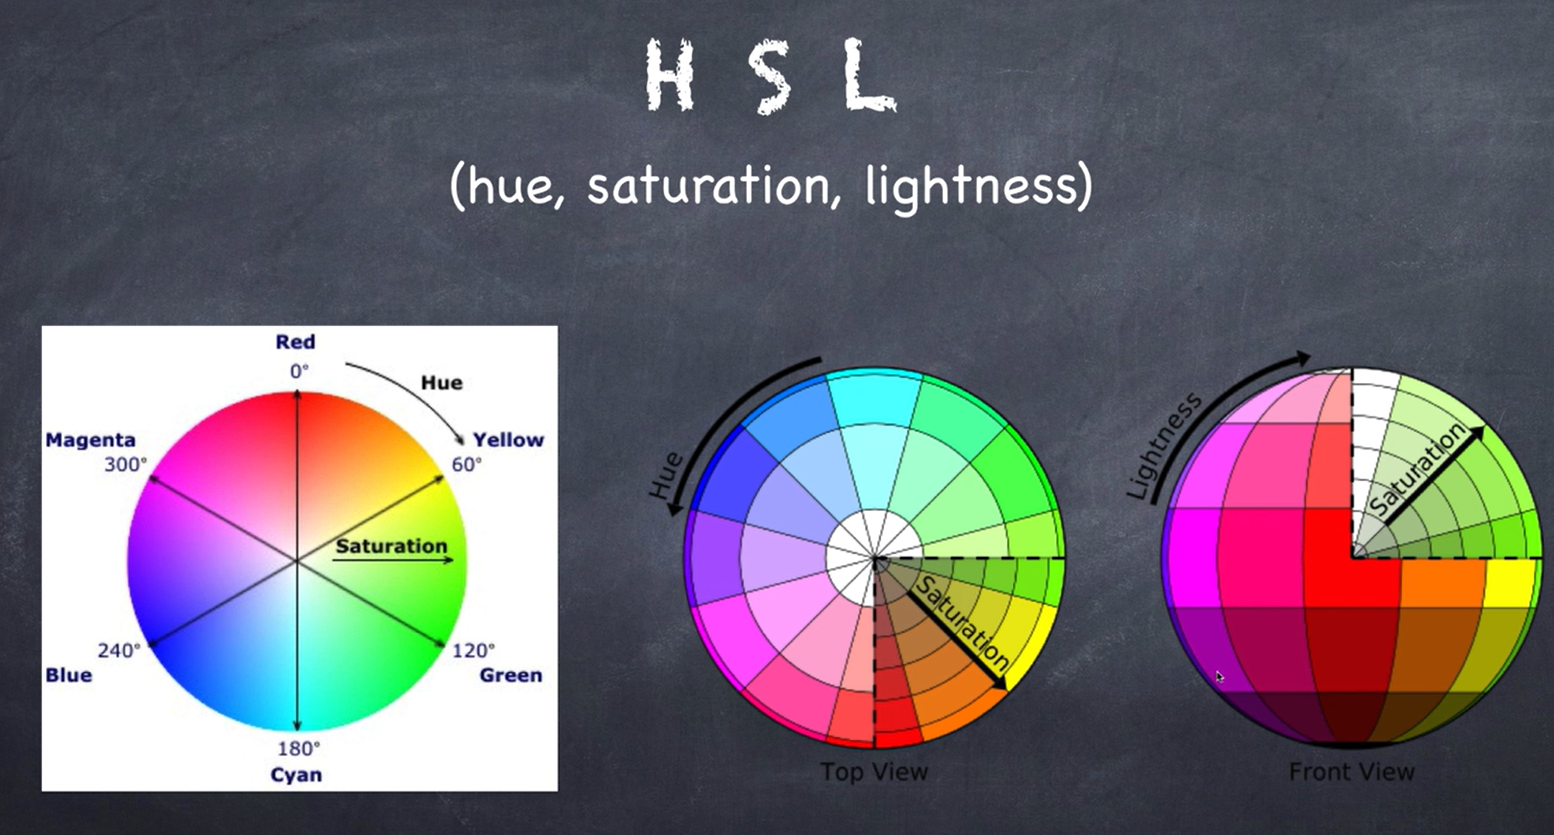 H S L
(hue, saturation, lightness)
Red
0°
Hue
Magenta
300°
Yellow
60°
Saturation
240°
Blue
120°
Green
180°
Cyan
Hue
Saturation
Top View
Lightness
Saturation
Front View